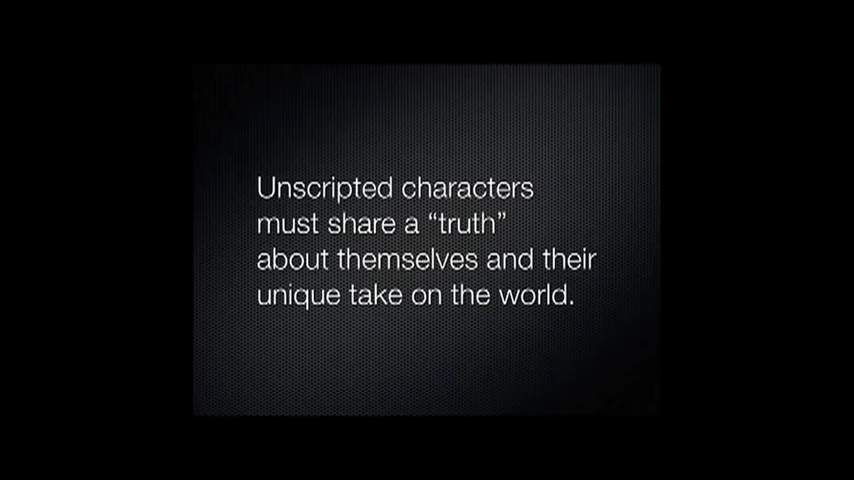 Unscripted characters
must share a “truth”
about themselves and their
unique take on the world.